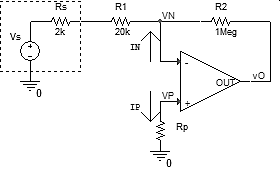 Rs R1 VN R2
2k 20k 1Meg
Vs
IN
-
OUT vO
IP VP +
Rp
0 0